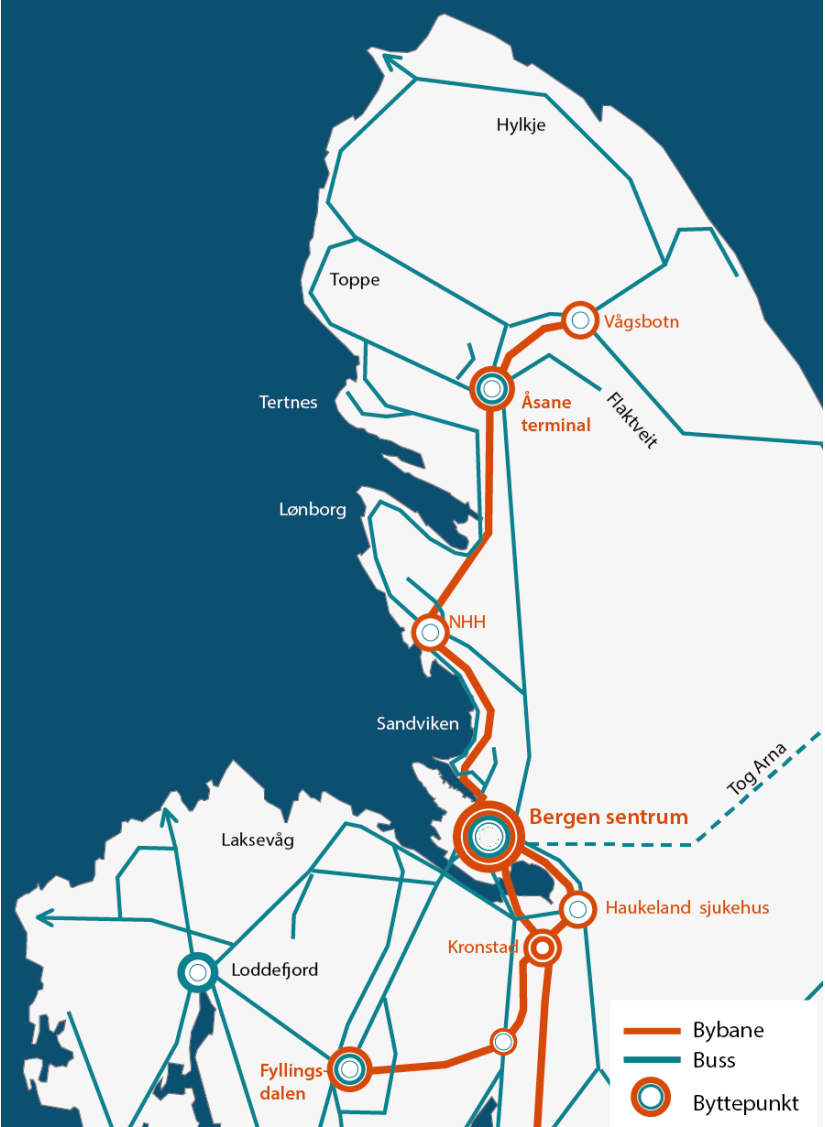 Hylkje
Toppe
Vågsbotn
Tertnes
Åsane
terminal
Flaktveit
Lønborg
NHH
Sandviken
Tog Arna
Bergen sentrum
Laksevåg
Haukeland sjukehus
Kronstad
Loddefjord
Fyllings-
dalen
Bybane
Buss
Byttepunkt